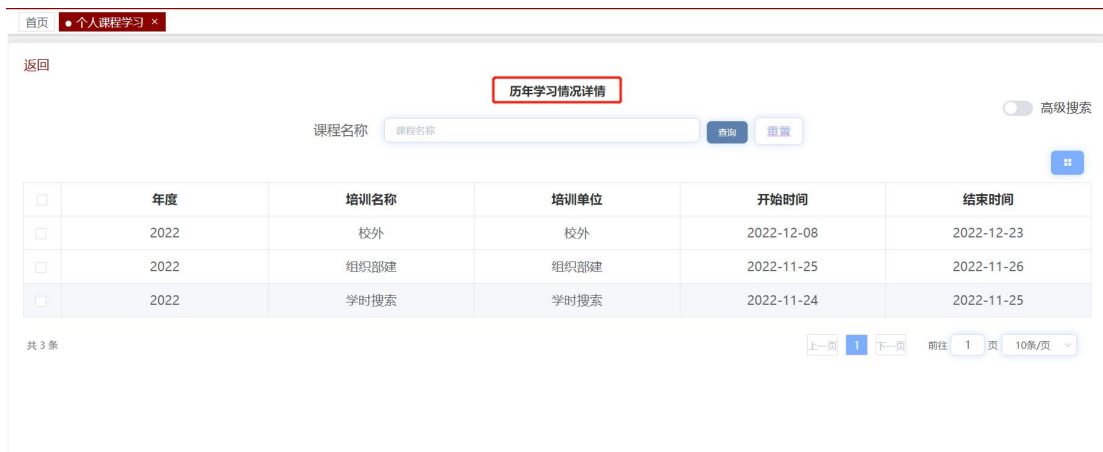 首页 ● 个人课程学习 ×
返回
历年学习情况详情
高级搜索
课程名称 课程名称 查询 重置
年度 培训名称 培训单位 开始时间 结束时间
2022 校外 校外 2022-12-08 2022-12-23
2022 组织部建 组织部建 2022-11-25 2022-11-26
2022 学时搜索 学时搜索 2022-11-24 2022-11-25
共 3 条 上一页 1 下一页 前往 1 页 10条/页